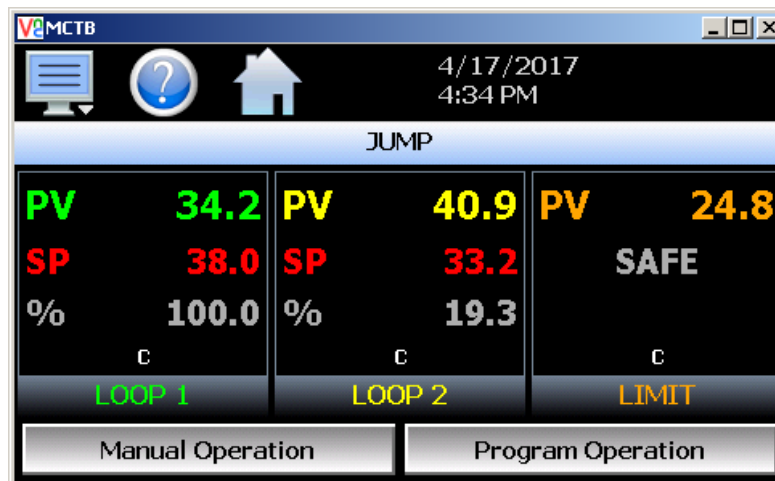 V2 MCTB
?
4/17/2017
4:34 PM
JUMP
PV 34.2 PV 40.9 PV 24.8
SP 38.0 SP 33.2 SAFE
% 100.0 % 19.3
C C C
LOOP 1 LOOP 2 LIMIT
Manual Operation Program Operation